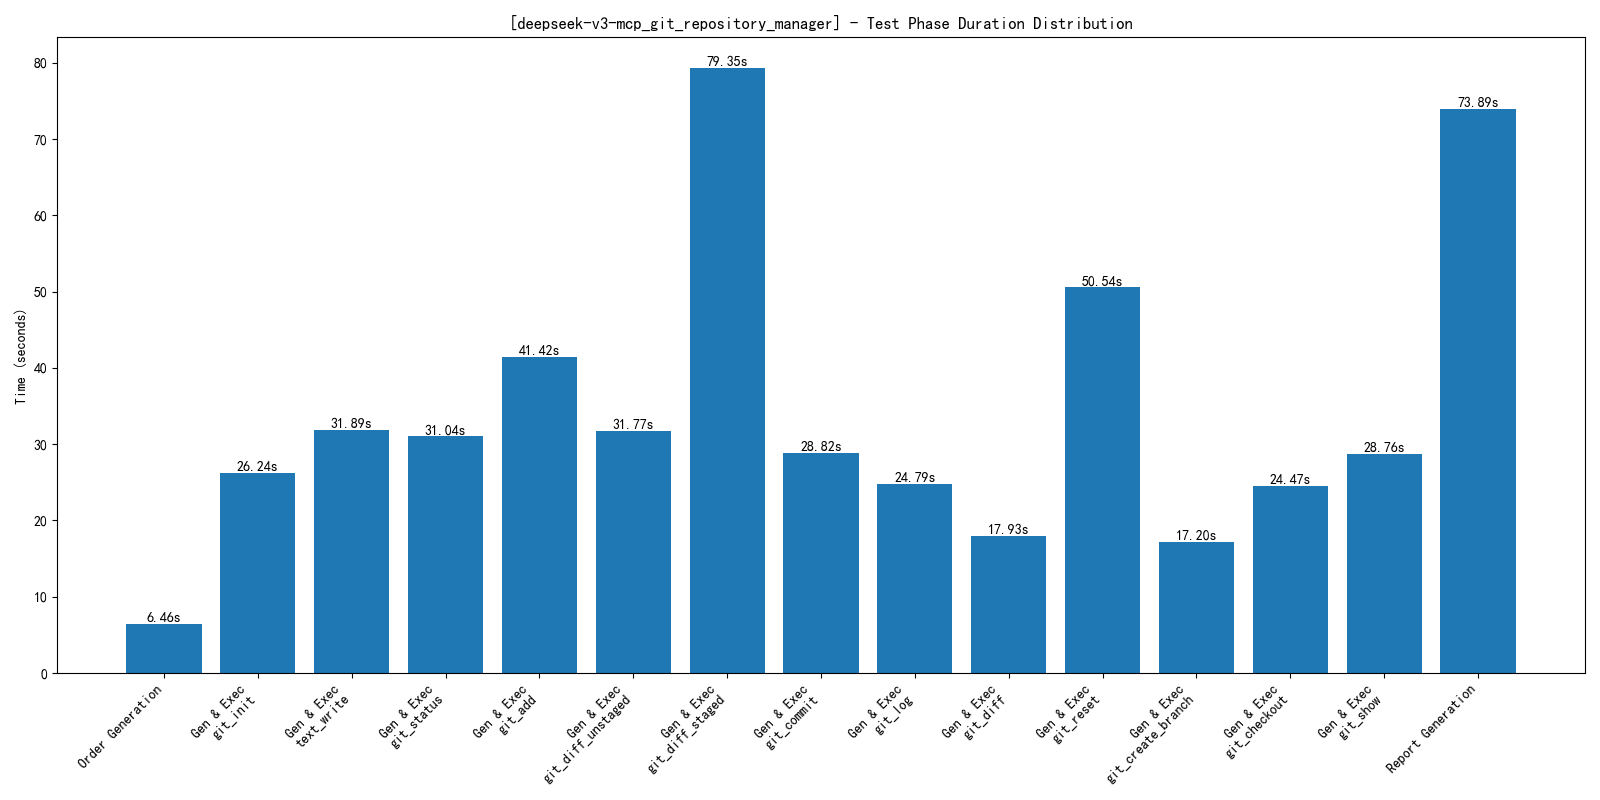 [deepseek-v3-mcp_git_repository_manager] - Test Phase Duration Distribution
Time (seconds)
80
70
60
50
40
30
20
10
0
6.46s
26.24s
31.89s
31.04s
41.42s
31.77s
79.35s
28.82s
24.79s
17.93s
50.54s
17.20s
24.47s
28.76s
73.89s
Order Generation
Gen & Exec
git_init
Gen & Exec
text_write
Gen & Exec
git_status
Gen & Exec
git_add
Gen & Exec
git_diff_unstaged
Gen & Exec
git_diff_staged
Gen & Exec
git_commit
Gen & Exec
git_log
Gen & Exec
git_diff
Gen & Exec
git_reset
Gen & Exec
git_create_branch
Gen & Exec
git_checkout
Gen & Exec
git_show
Report Generation